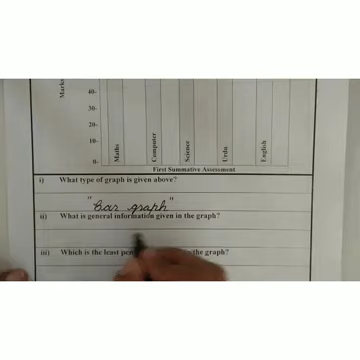 Marks
40-
30-
20-
10-
0-
Maths
Computer
Science
Urdu
English
First Summative Assessment
i) What type of graph is given above?
"Bar graph"
ii) What is general information given in the graph?
iii) Which is the least the graph?